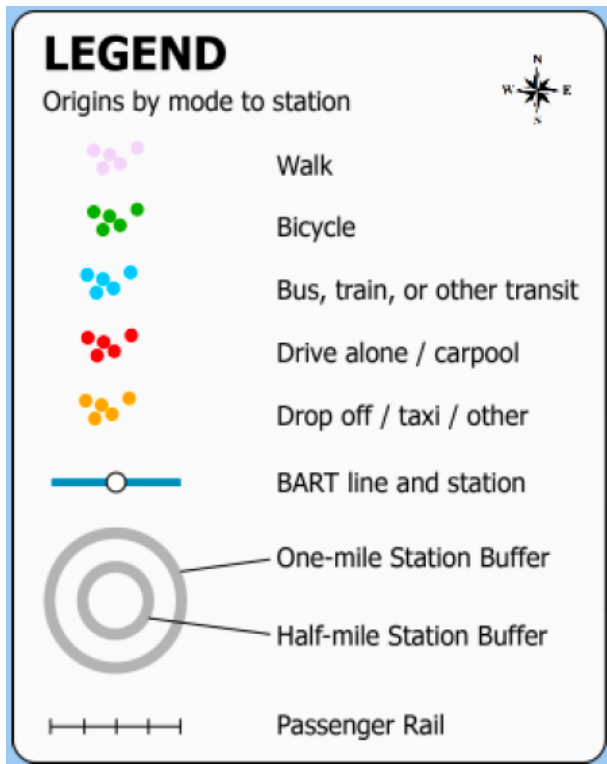 LEGEND
Origins by mode to station
N
W E
S
Walk
Bicycle
Bus, train, or other transit
Drive alone / carpool
Drop off / taxi / other
BART line and station
One-mile Station Buffer
Half-mile Station Buffer
Passenger Rail